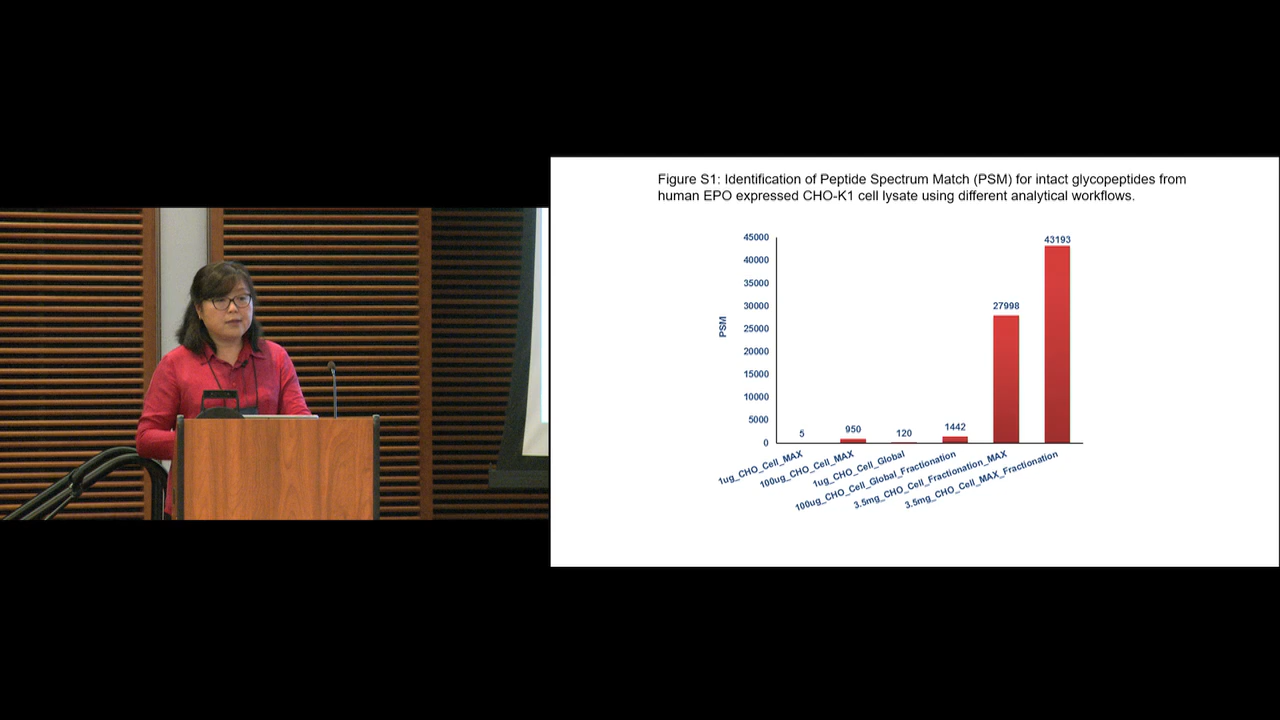 Figure S1: Identification of Peptide Spectrum Match (PSM) for intact glycopeptides from
human EPO expressed CHO-K1 cell lysate using different analytical workflows.
45000
40000
35000
30000
25000
20000
15000
10000
5000
0
PSM
5
950
120
1442
27998
43193
1ug_CHO_Cell_MAX
100ug_CHO_Cell_MAX
1ug_CHO_Cell_Global
100ug_CHO_Cell_Global_Fractionation
3.5mg_CHO_Cell_Fractionation_MAX
3.5mg_CHO_Cell_MAX_Fractionation